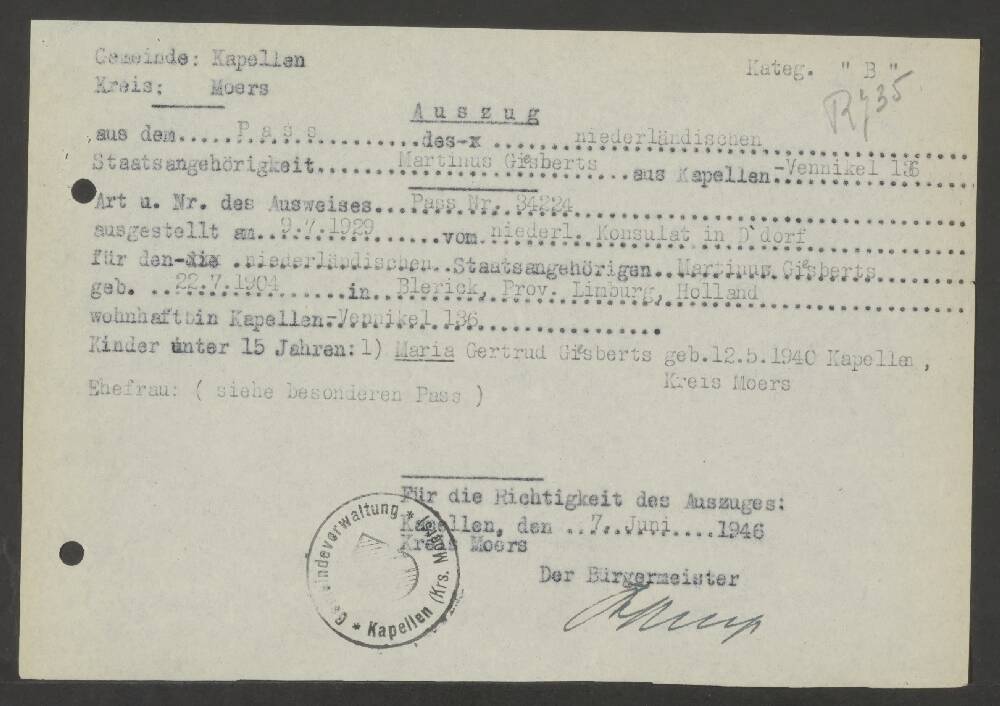 Gemeinde: Kapellen
Kreis: Moers
Kateg. " B "
A u s z u g
aus dem.....P.a.s.s..........des-x ......niederländischen
Staatsangehörigkeit.......Martinus Gisberts...aus Kapellen-Vennikel 136
Art u. Nr. des Ausweises...Pass Nr. 34224
ausgestellt am..9.7.1929.......vom niederl. Konsulat in D`dorf
für den-xix .niederländischen..Staatsangehörigen..Martinus Gisberts.
geb. ..22.7.1904..........in..Blerick, Prov. Limburg, Holland
wohnhaft in Kapellen-Vennikel 136.................
Kinder unter 15 Jahren: 1) Maria Gertrud Gisberts geb.12.5.1940 Kapellen,
Kreis Moers
Ehefrau: ( siehe besonderen Pass )
Für die Richtigkeit des Auszuges:
Kapellen, den ..7..Juni....1946
Kreis Moers
Der Bürgermeister
Gemeindeverwaltung * Kapellen (Krs. Moers) *